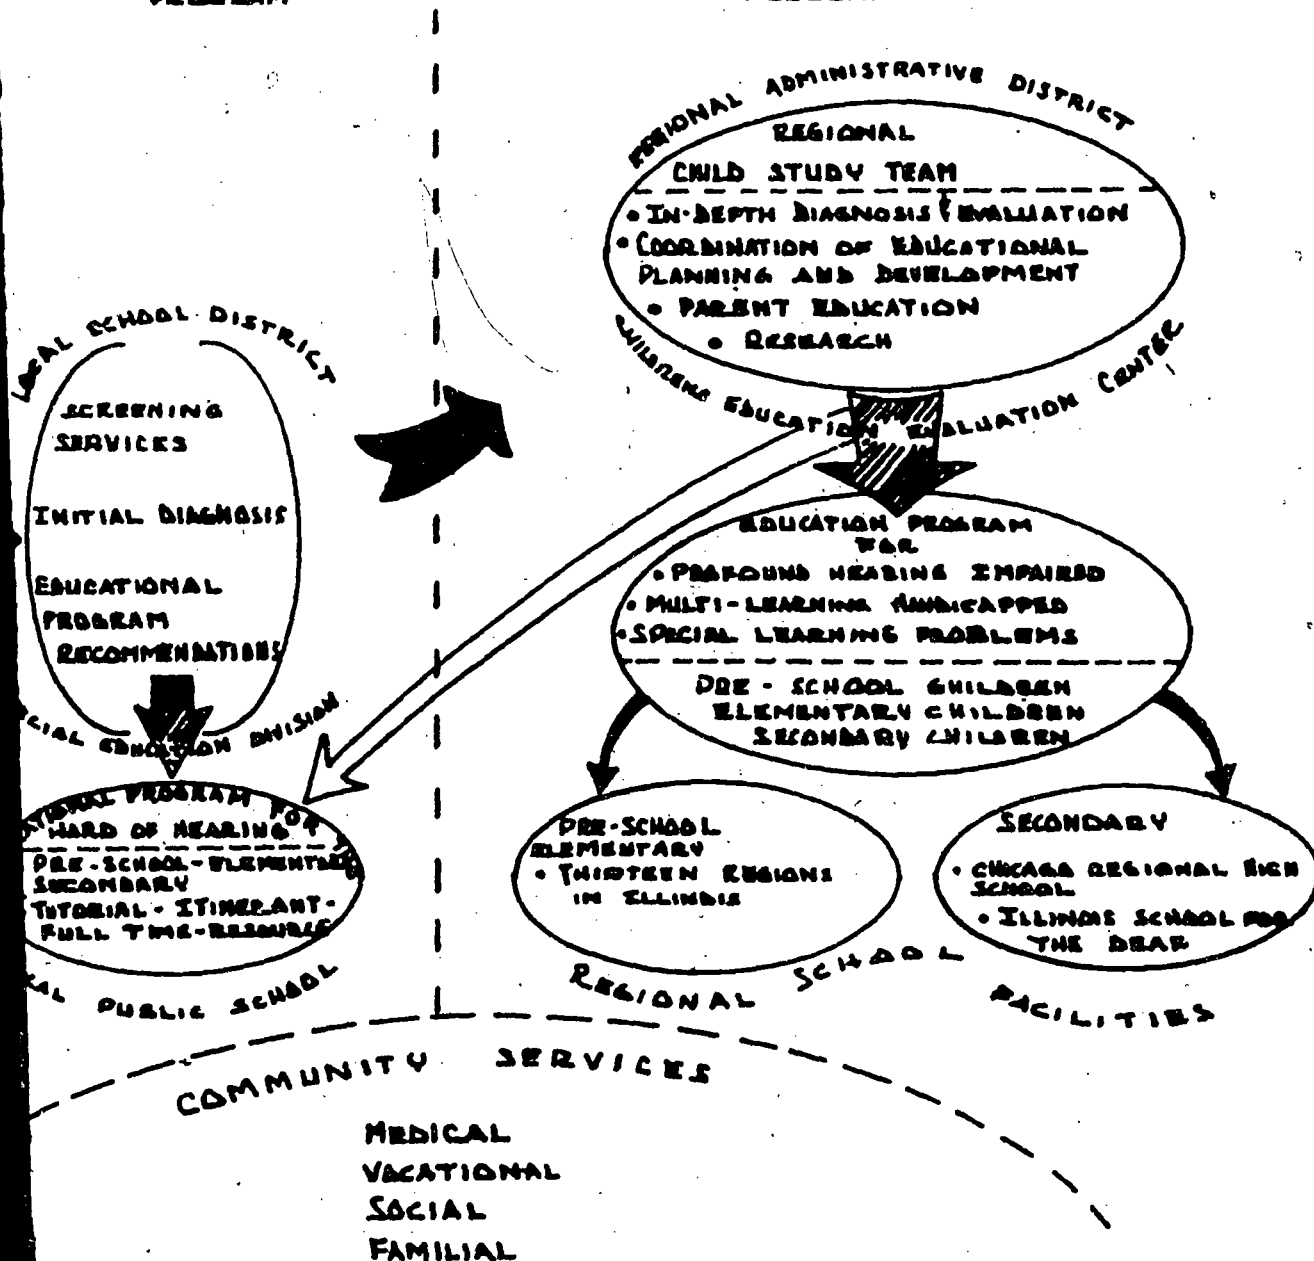 PROGRAM
LOCAL SCHOOL DISTRICT
SCREENING
SERVICES
INITIAL DIAGNOSIS
EDUCATIONAL
PROGRAM
RECOMMENDATIONS
EDUCATION DIVISION
PROGRAM FOR
HARD OF HEARING
PRE-SCHOOL-ELEMENTARY
SECONDARY
TUTORIAL-ITINERANT-
FULL TIME-RESOURCE
PUBLIC SCHOOL
REGIONAL ADMINISTRATIVE DISTRICT
REGIONAL
CHILD STUDY TEAM
• IN-DEPTH DIAGNOSIS & EVALUATION
• COORDINATION OF EDUCATIONAL
PLANNING AND DEVELOPMENT
• PARENT EDUCATION
• RESEARCH
CHILDRENS EDUCATION EVALUATION CENTER
EDUCATION PROGRAM
FOR
• PROFOUND HEARING IMPAIRED
• MULTI-LEARNING HANDICAPPED
• SPECIAL LEARNING PROBLEMS
PRE-SCHOOL CHILDREN
ELEMENTARY CHILDREN
SECONDARY CHILDREN
PRE-SCHOOL
ELEMENTARY
• THIRTEEN REGIONS
IN ILLINOIS
SECONDARY
• CHICAGO REGIONAL HIGH
SCHOOL
• ILLINOIS SCHOOL FOR
THE DEAF
REGIONAL SCHOOL FACILITIES
COMMUNITY SERVICES
MEDICAL
VOCATIONAL
SOCIAL
FAMILIAL